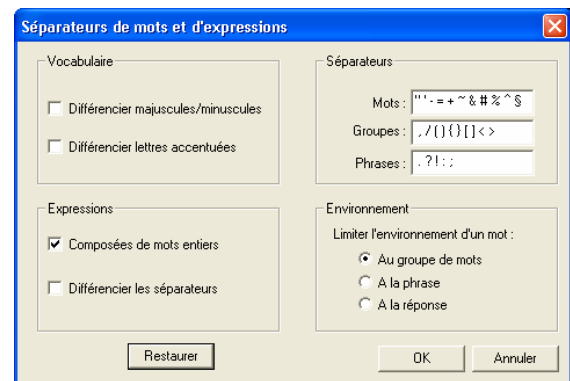 Séparateurs de mots et d'expressions
Vocabulaire
Différencier majuscules/minuscules
Différencier lettres accentuées
Séparateurs
Mots : "'-=+~&#%^§
Groupes : ,/(){}[]<>
Phrases : .?!:;
Expressions
Composées de mots entiers
Différencier les séparateurs
Environnement
Limiter l'environnement d'un mot :
Au groupe de mots
A la phrase
A la réponse
Restaurer
OK
Annuler